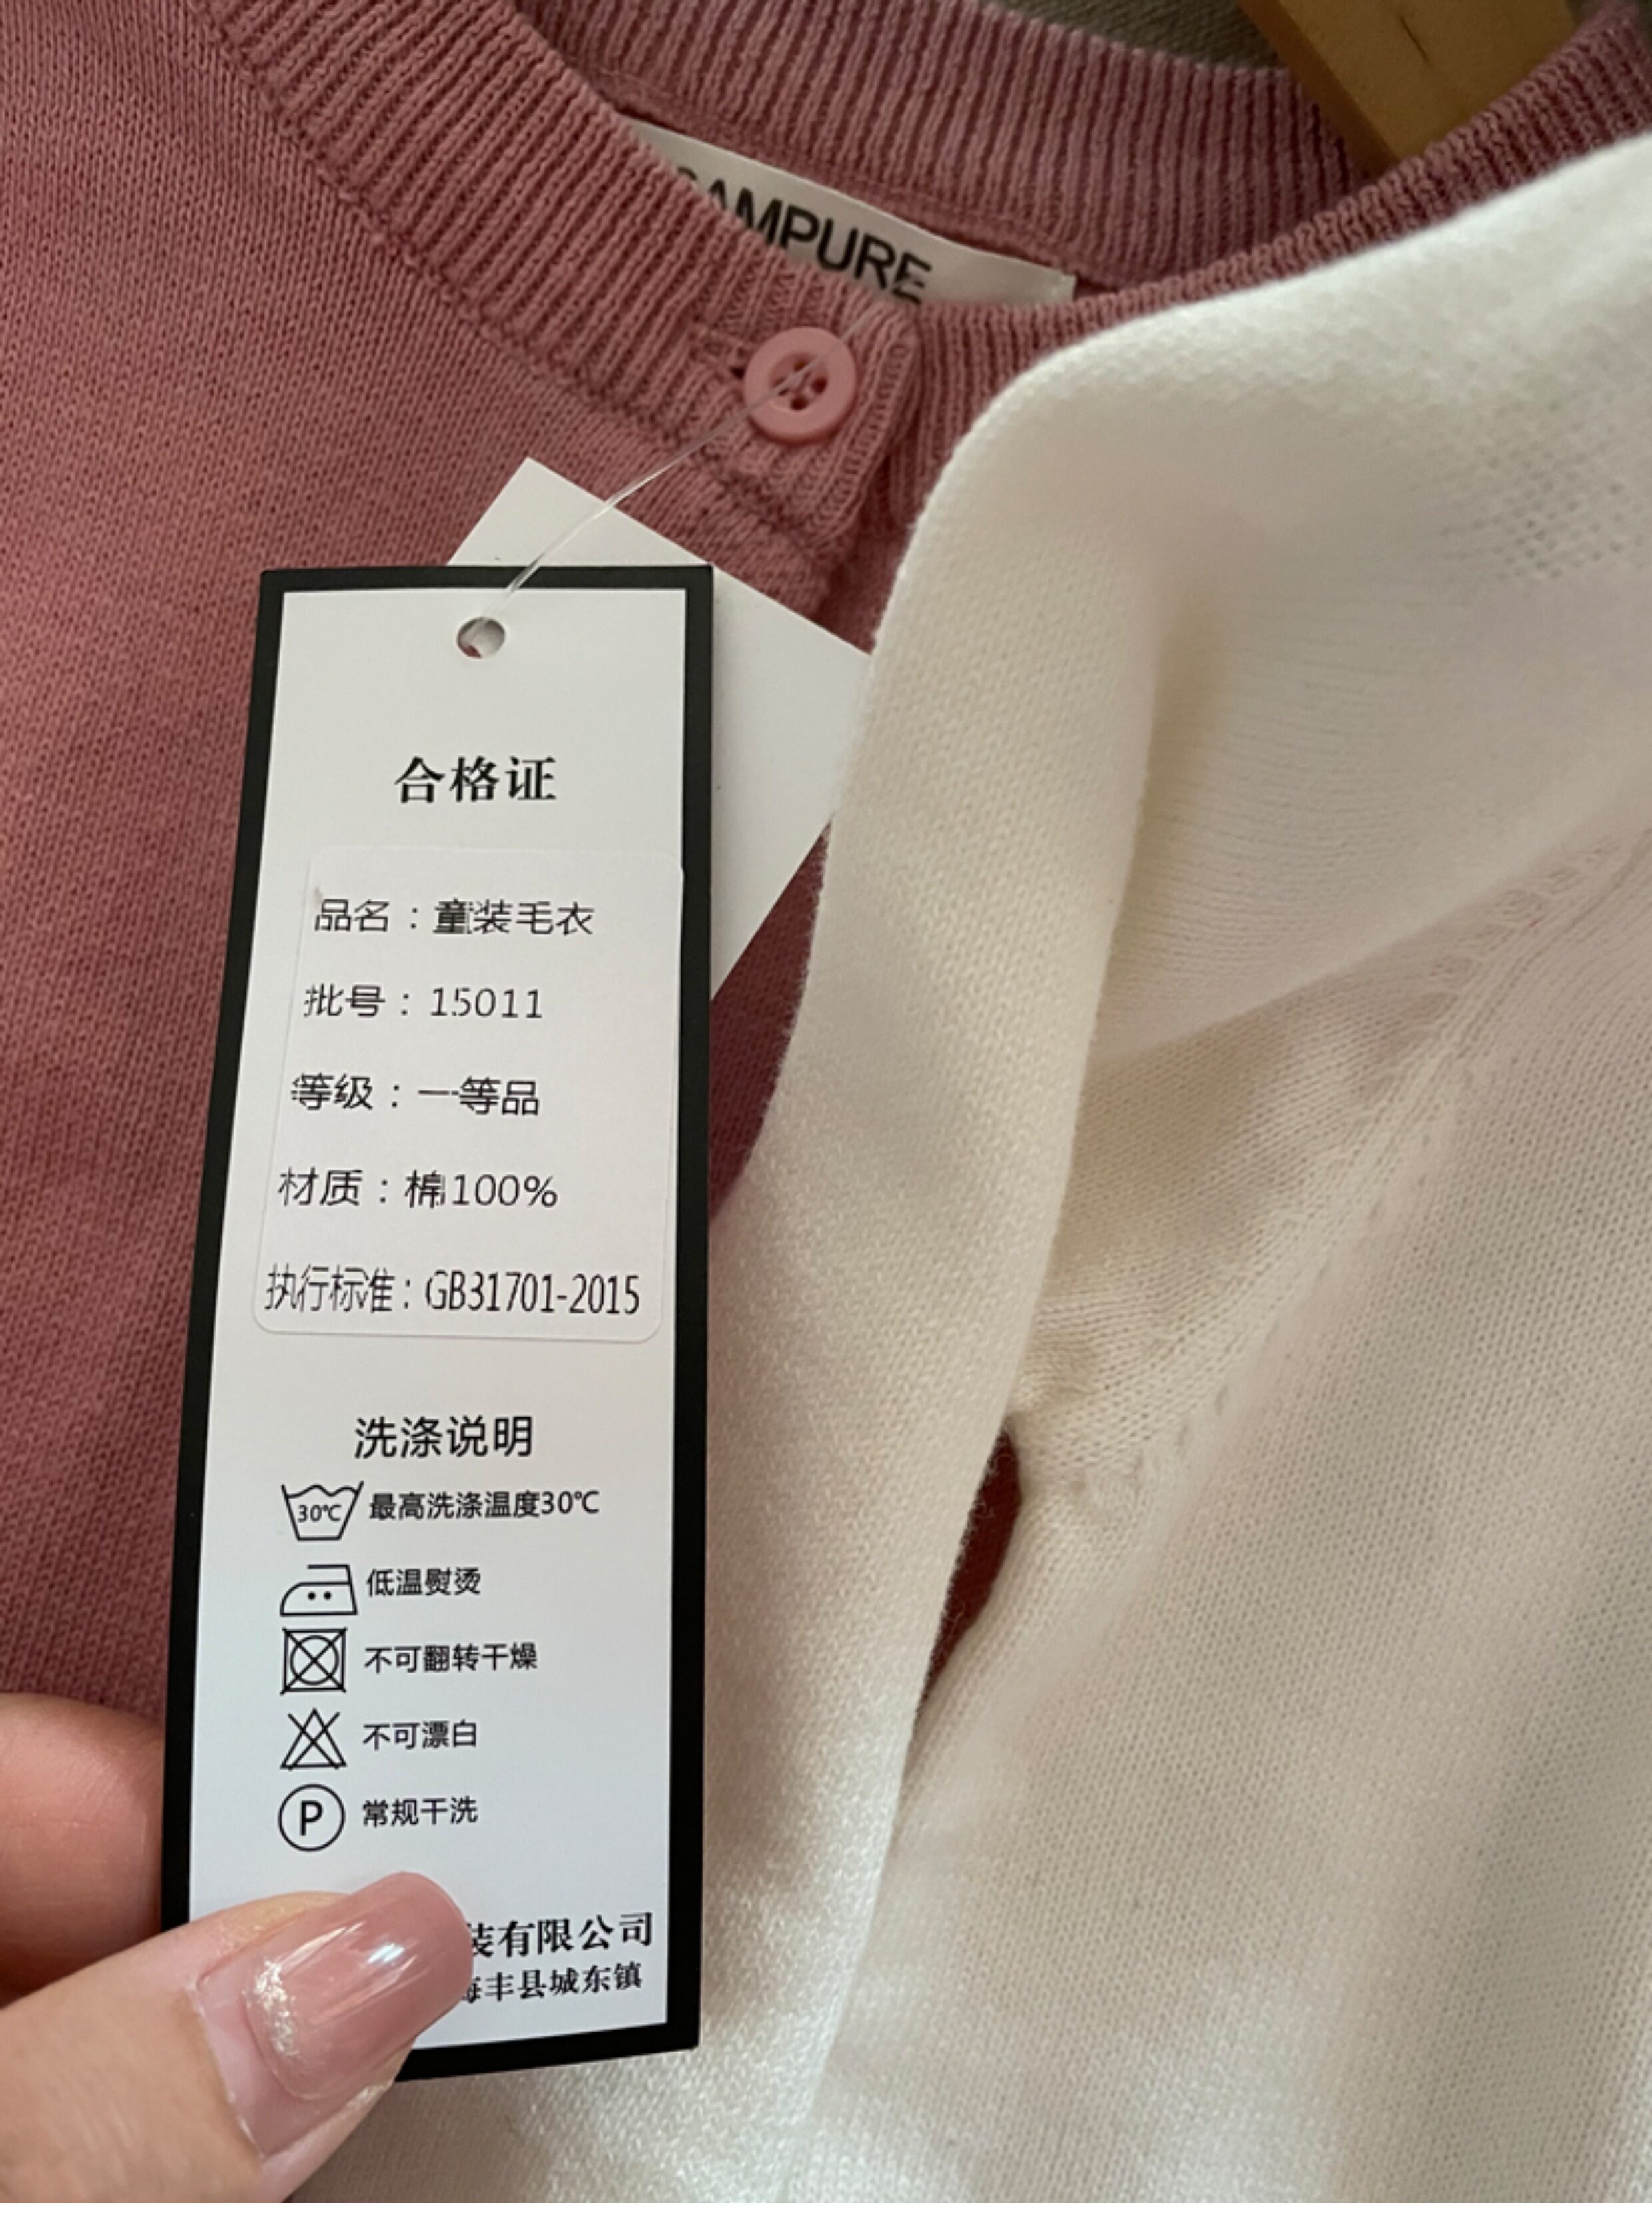 AMPURE
合格证
品名：童装毛衣
批号：15011
等级：一等品
材质：棉100%
执行标准：GB31701-2015
洗涤说明
30℃ 最高洗涤温度30℃
低温熨烫
不可翻转干燥
不可漂白
P 常规干洗
装有限公司
海丰县城东镇